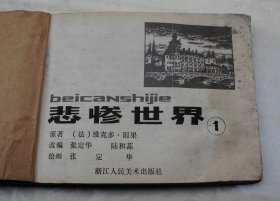 beicanshijie
悲惨世界 1
原著 (法) 维克多·雨果
改编 张定华 陆和荪
绘画 张定华
浙江人民美术出版社